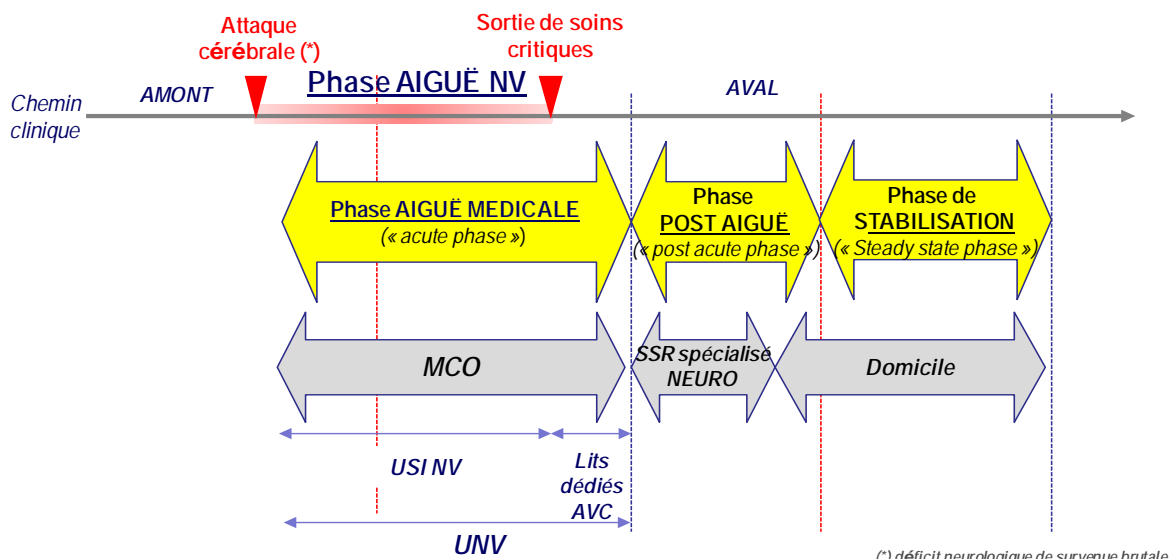 Attaque
cérébrale (*)
Sortie de soins
critiques
Phase AIGUË NV
AMONT
AVAL
Chemin
clinique
Phase AIGUË MEDICALE
(« acute phase »)
Phase
POST AIGUË
(« post acute phase »)
Phase de
STABILISATION
(« Steady state phase »)
MCO
SSR spécialisé
NEURO
Domicile
USI NV
Lits
dédiés
AVC
UNV
(*) déficit neurologique de survenue brutale